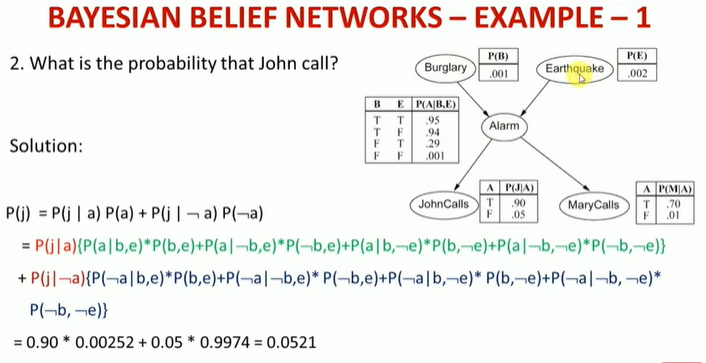 BAYESIAN BELIEF NETWORKS – EXAMPLE – 1
2. What is the probability that John call?
Burglary
P(B)
.001
Earthquake
P(E)
.002
B E P(A|B,E)
T T .95
T F .94
F T .29
F F .001
Alarm
Solution:
JohnCalls
A P(J|A)
T .90
F .05
MaryCalls
A P(M|A)
T .70
F .01
P(j) = P(j | a) P(a) + P(j | ¬ a) P(¬a)
= P(j|a){P(a|b,e)*P(b,e)+P(a|¬b,e)*P(¬b,e)+P(a|b,¬e)*P(b,¬e)+P(a|¬b,¬e)*P(¬b,¬e)}
+ P(j|¬a){P(¬a|b,e)*P(b,e)+P(¬a|¬b,e)* P(¬b,e)+P(¬a|b,¬e)* P(b,¬e)+P(¬a|¬b, ¬e)*
P(¬b, ¬e)}
= 0.90 * 0.00252 + 0.05 * 0.9974 = 0.0521